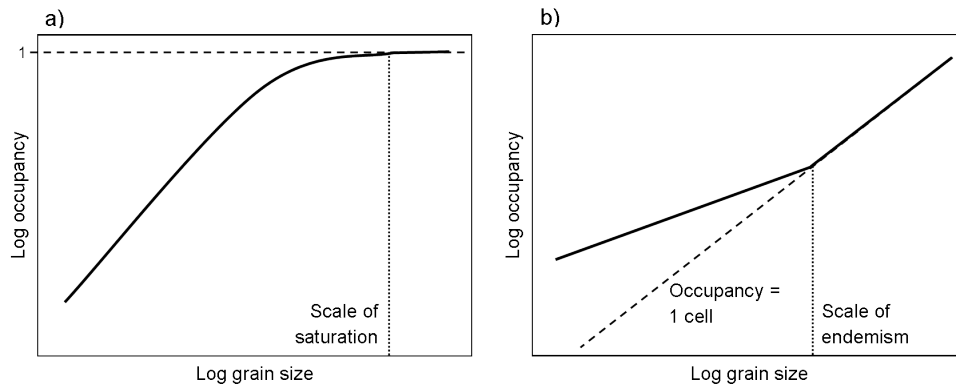 a)
1
Log occupancy
Scale of
saturation
Log grain size
b)
Log occupancy
Occupancy =
1 cell
Scale of
endemism
Log grain size